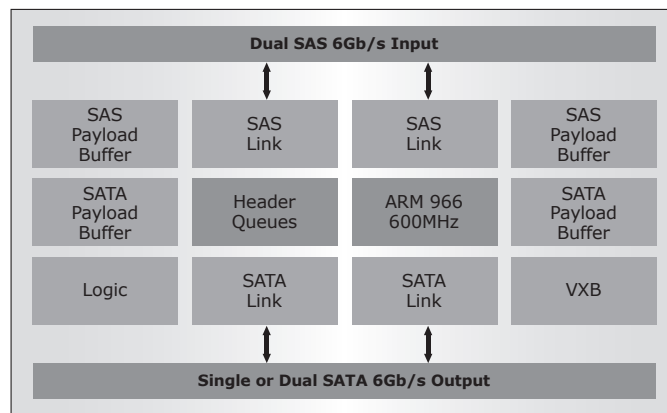 Dual SAS 6Gb/s Input
SAS
Payload
Buffer
SAS
Link
SAS
Link
SAS
Payload
Buffer
SATA
Payload
Buffer
Header
Queues
ARM 966
600MHz
SATA
Payload
Buffer
Logic
SATA
Link
SATA
Link
VXB
Single or Dual SATA 6Gb/s Output